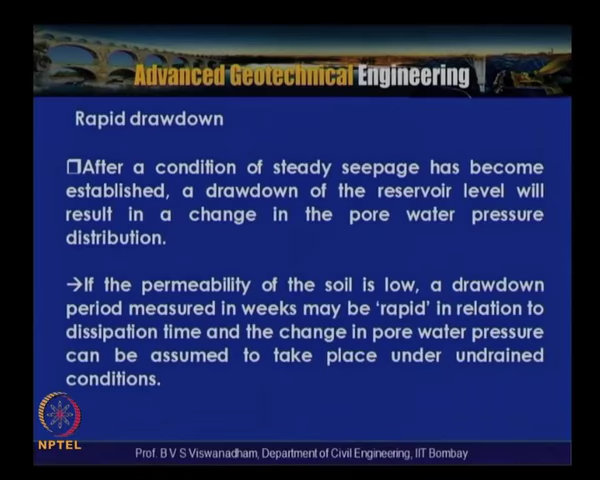 Advanced Geotechnical Engineering
Rapid drawdown
❒After a condition of steady seepage has become
established, a drawdown of the reservoir level will
result in a change in the pore water pressure
distribution.
→If the permeability of the soil is low, a drawdown
period measured in weeks may be ‘rapid’ in relation to
dissipation time and the change in pore water pressure
can be assumed to take place under undrained
conditions.
NPTEL
Prof. B V S Viswanadham, Department of Civil Engineering, IIT Bombay